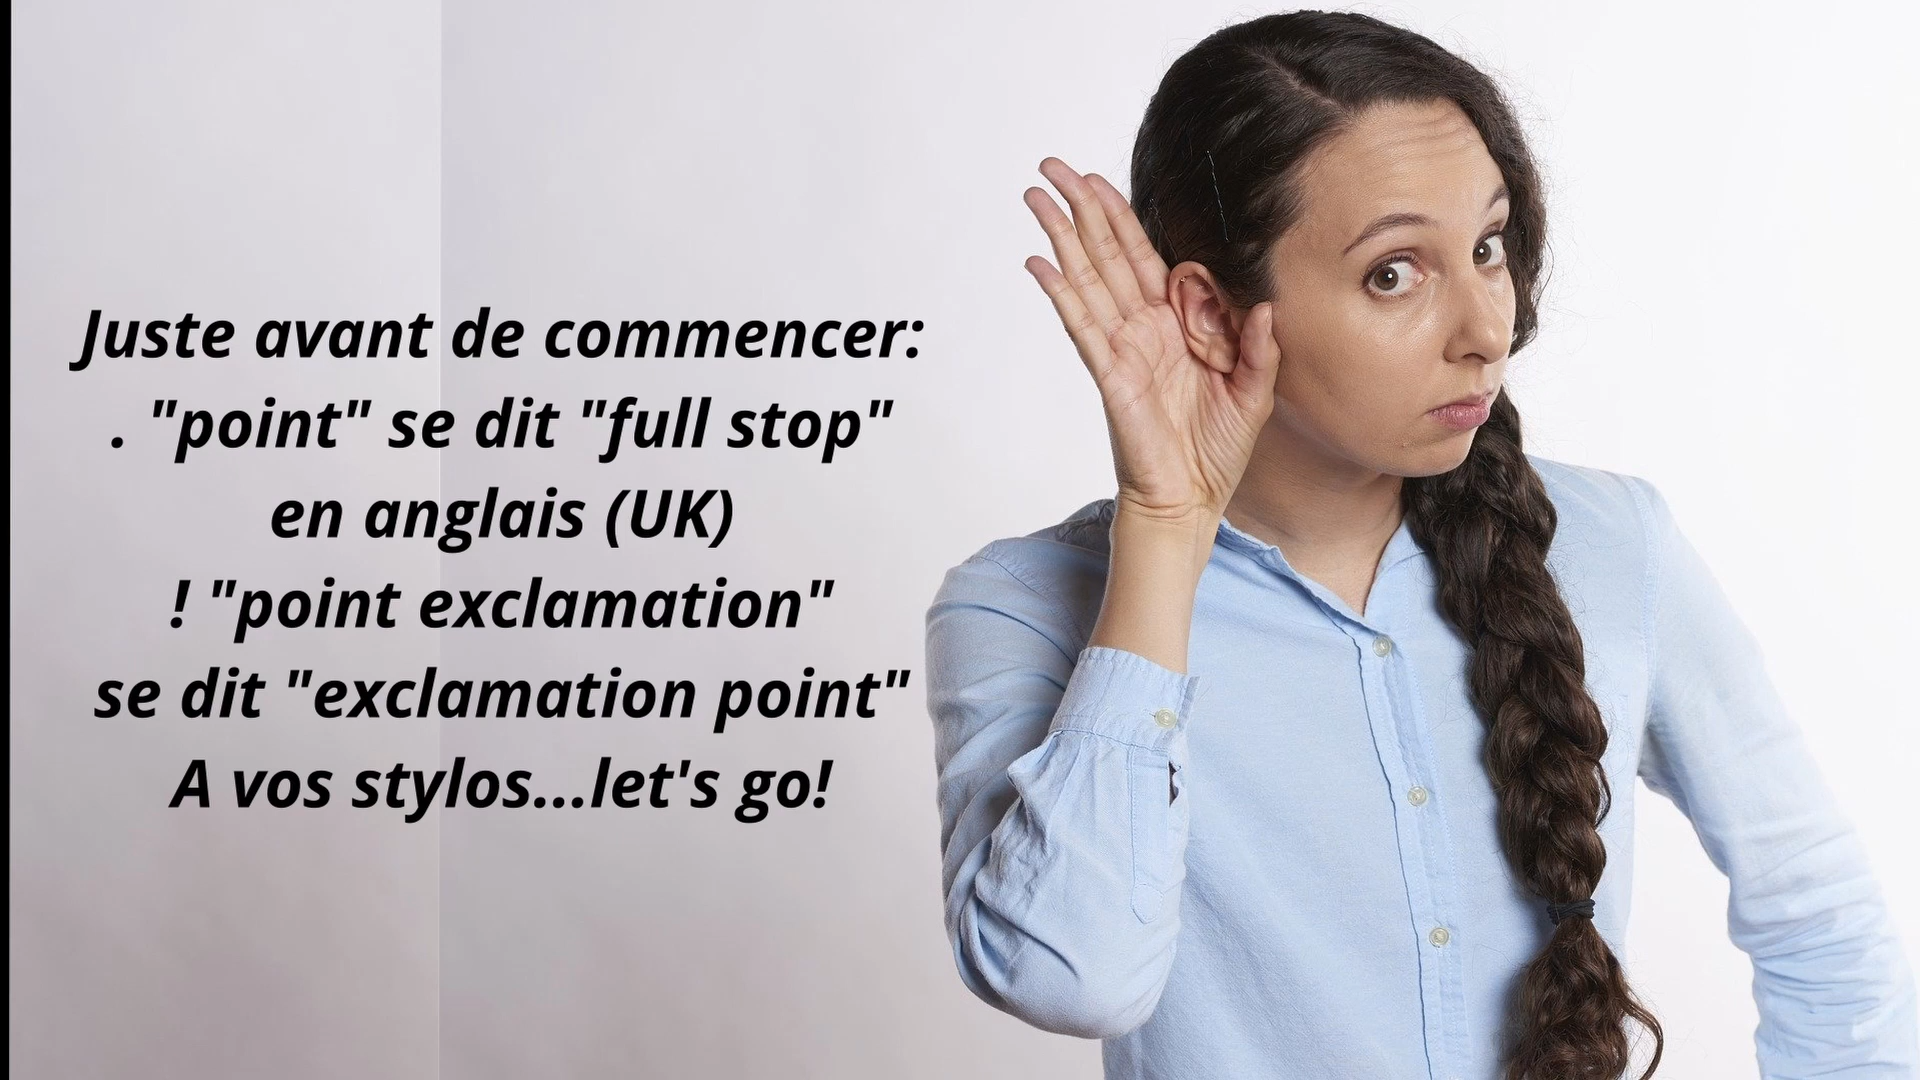 Juste avant de commencer:
. "point" se dit "full stop"
en anglais (UK)
! "point exclamation"
se dit "exclamation point"
A vos stylos...let's go!